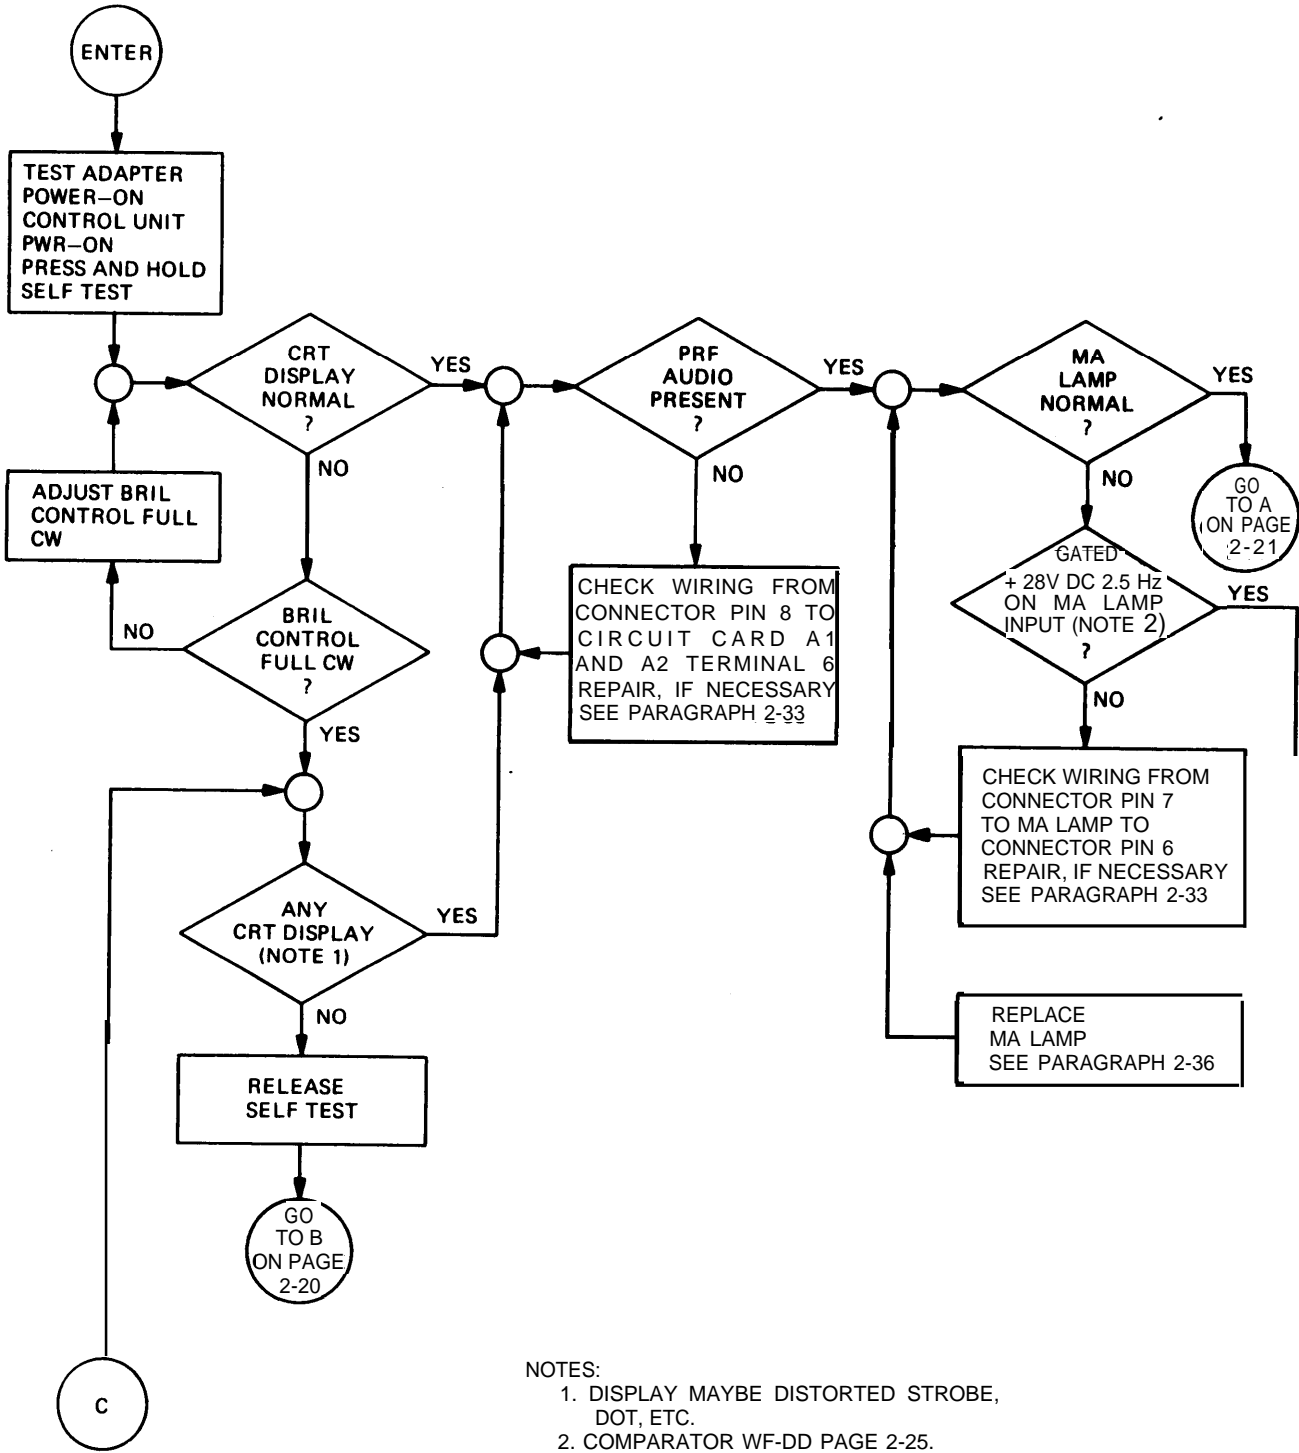 ENTER
TEST ADAPTER
POWER–ON
CONTROL UNIT
PWR–ON
PRESS AND HOLD
SELF TEST
CRT
DISPLAY
NORMAL
?
YES
NO
ADJUST BRIL
CONTROL FULL
CW
BRIL
CONTROL
FULL CW
?
NO
YES
ANY
CRT DISPLAY
(NOTE 1)
YES
NO
RELEASE
SELF TEST
GO
TO B
ON PAGE
2-20
C
PRF
AUDIO
PRESENT
?
YES
NO
CHECK WIRING FROM
CONNECTOR PIN 8 TO
CIRCUIT CARD A1
AND A2 TERMINAL 6
REPAIR, IF NECESSARY
SEE PARAGRAPH 2-33
MA
LAMP
NORMAL
?
YES
NO
GO
TO A
ON PAGE
2-21
GATED
+ 28V DC 2.5 Hz
ON MA LAMP
INPUT (NOTE 2)
?
YES
NO
CHECK WIRING FROM
CONNECTOR PIN 7
TO MA LAMP TO
CONNECTOR PIN 6
REPAIR, IF NECESSARY
SEE PARAGRAPH 2-33
REPLACE
MA LAMP
SEE PARAGRAPH 2-36
NOTES:
1. DISPLAY MAYBE DISTORTED STROBE,
DOT, ETC.
2. COMPARATOR WF-DD PAGE 2-25.